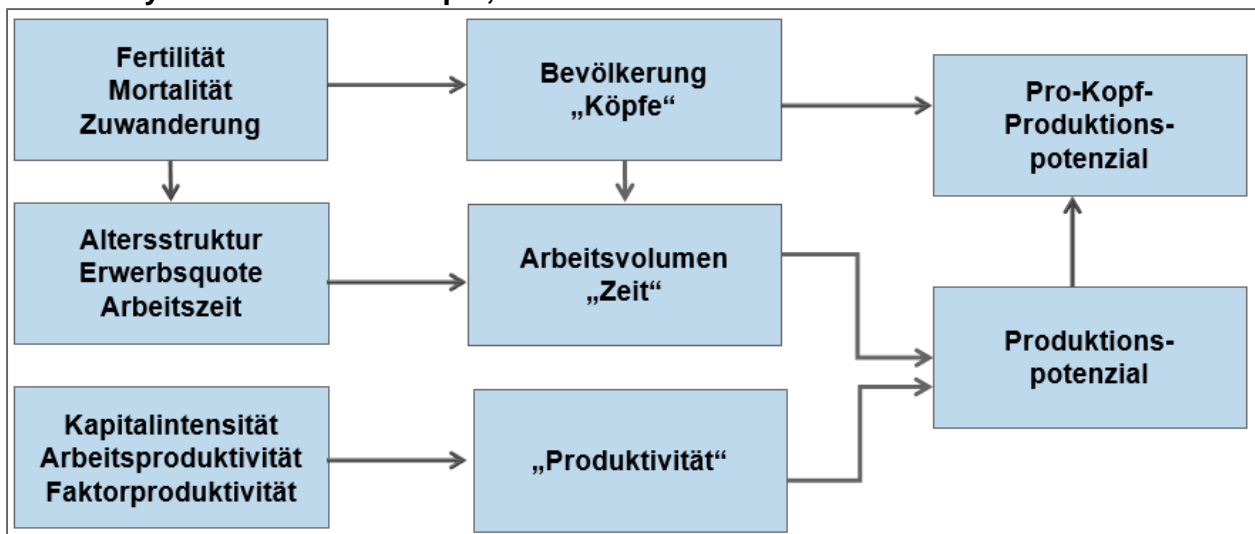 Fertilität
Mortalität
Zuwanderung
Bevölkerung
„Köpfe“
Pro-Kopf-
Produktions-
potenzial
Altersstruktur
Erwerbsquote
Arbeitszeit
Arbeitsvolumen
„Zeit“
Produktions-
potenzial
Kapitalintensität
Arbeitsproduktivität
Faktorproduktivität
„Produktivität“